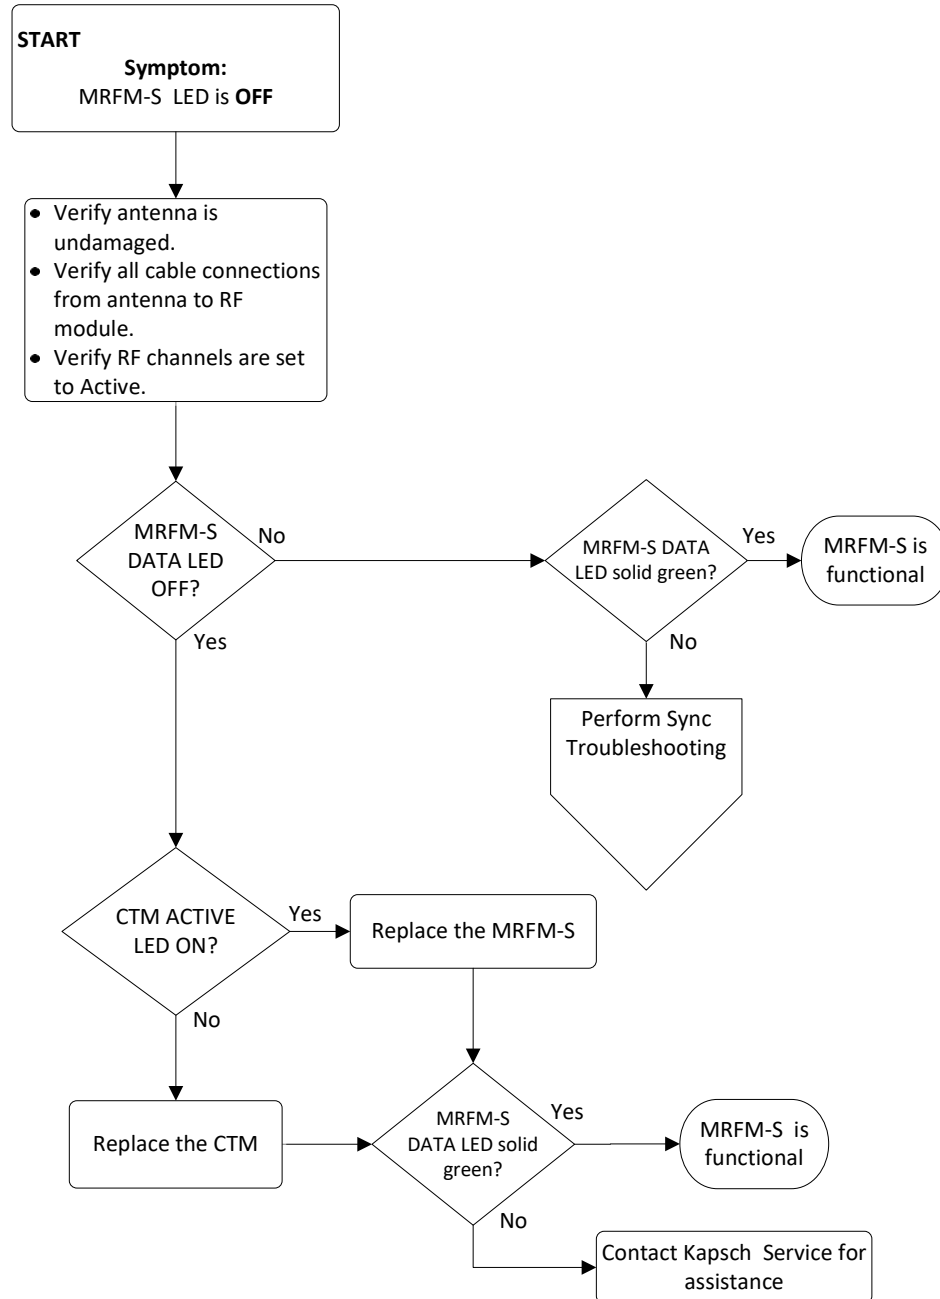 START
Symptom:
MRFM-S LED is OFF
• Verify antenna is
undamaged.
• Verify all cable connections
from antenna to RF
module.
• Verify RF channels are set
to Active.
MRFM-S
DATA LED
OFF?
No
MRFM-S DATA
LED solid green?
Yes
MRFM-S is
functional
Yes
No
Perform Sync
Troubleshooting
CTM ACTIVE
LED ON?
Yes
Replace the MRFM-S
No
Replace the CTM
MRFM-S
DATA LED solid
green?
Yes
MRFM-S is
functional
No
Contact Kapsch Service for
assistance